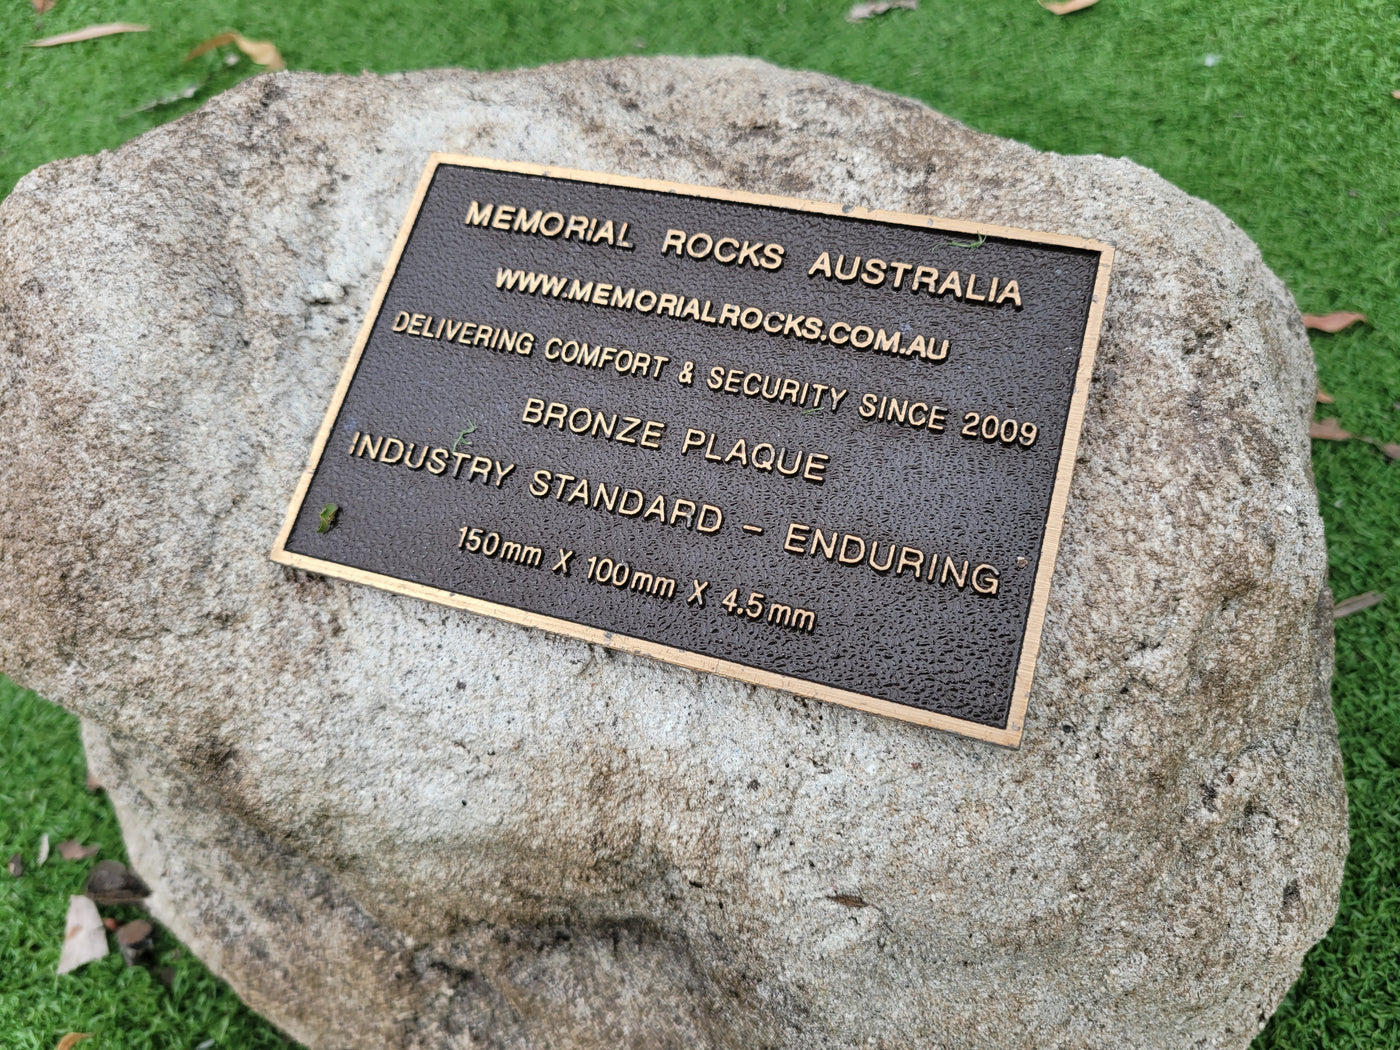 MEMORIAL ROCKS AUSTRALIA
WWW.MEMORIALROCKS.COM.AU
DELIVERING COMFORT & SECURITY SINCE 2009
BRONZE PLAQUE
INDUSTRY STANDARD – ENDURING
150mm X 100mm X 4.5mm